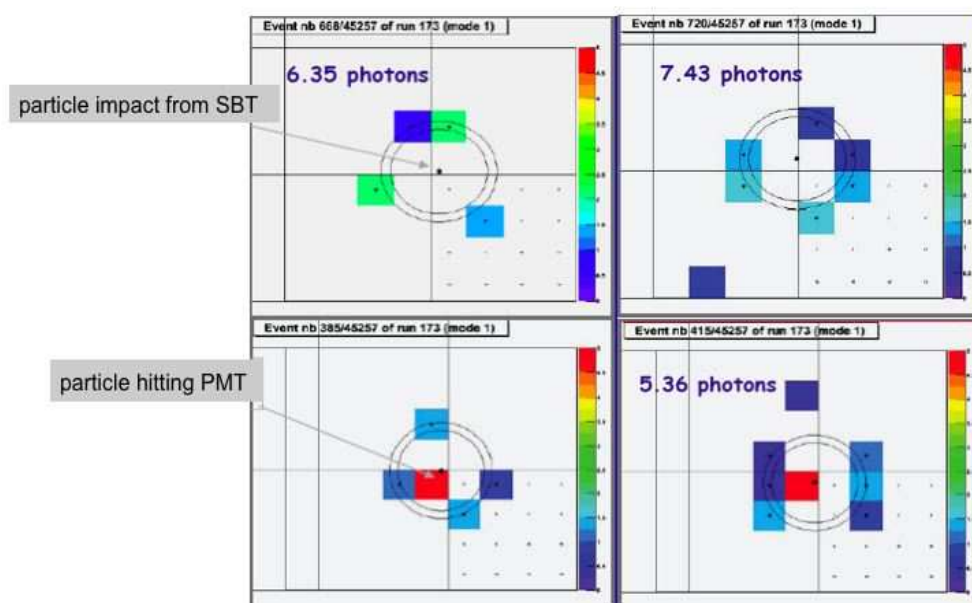 Event nb 668/45257 of run 173 (mode 1)
6.35 photons
particle impact from SBT
Event nb 720/45257 of run 173 (mode 1)
7.43 photons
Event nb 385/45257 of run 173 (mode 1)
particle hitting PMT
Event nb 415/45257 of run 173 (mode 1)
5.36 photons